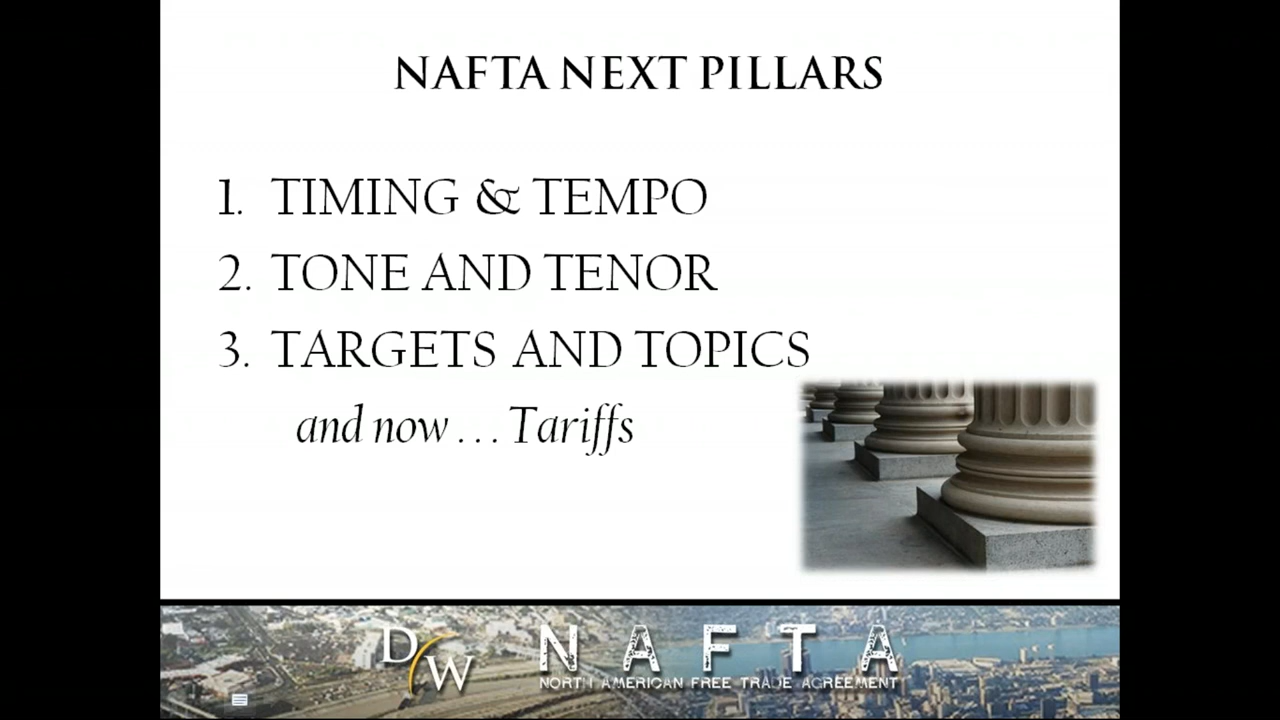 NAFTA NEXT PILLARS
1. TIMING & TEMPO
2. TONE AND TENOR
3. TARGETS AND TOPICS
and now . . . Tariffs
D W
NAFTA
NORTH AMERICAN FREE TRADE AGREEMENT